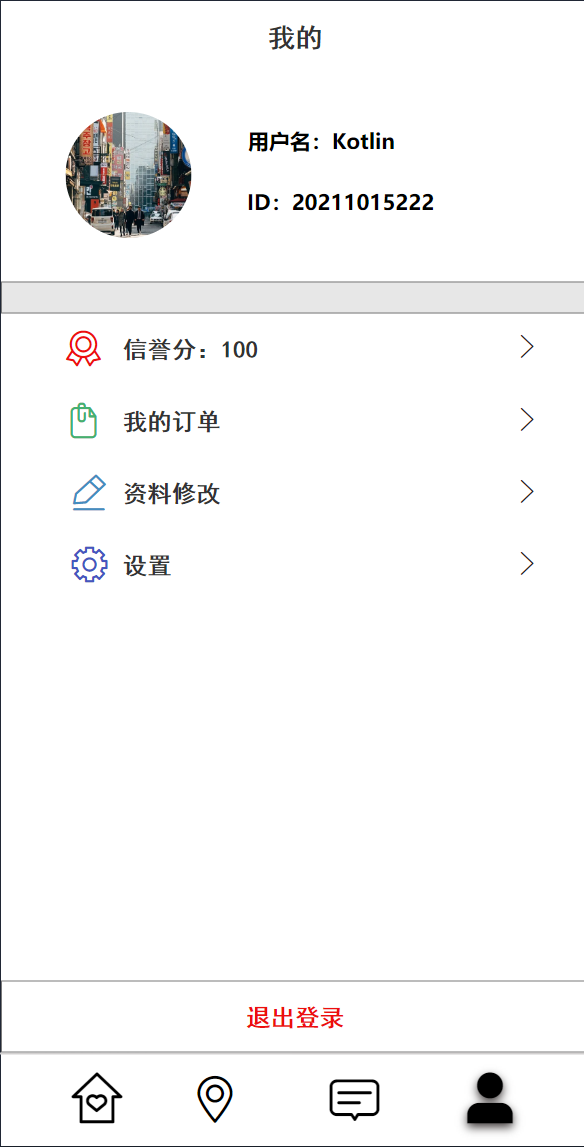 我的
用户名：Kotlin
ID：20211015222
信誉分：100
我的订单
资料修改
设置
退出登录